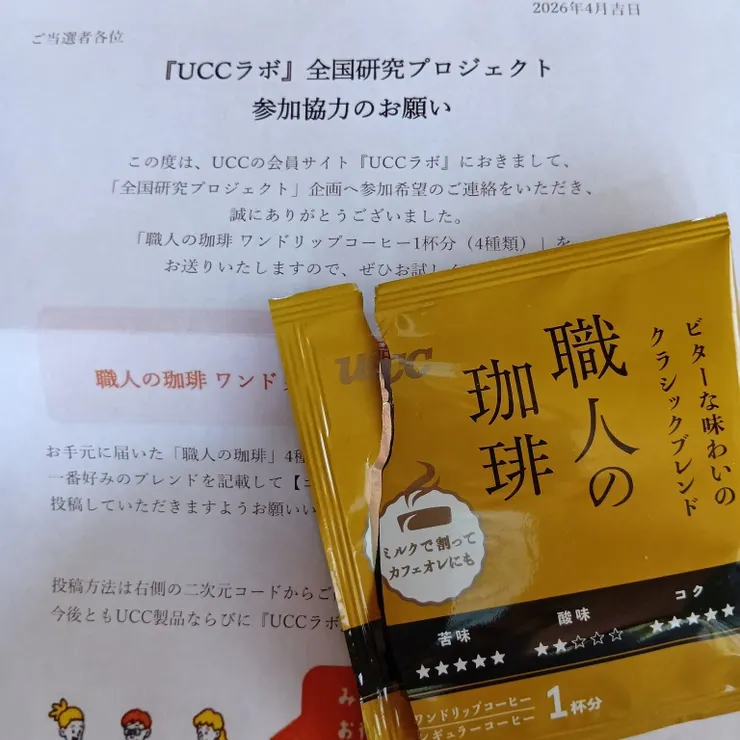 2026年4月吉日
ご当選者各位
『UCCラボ』全国研究プロジェクト
参加協力のお願い
この度は、UCCの会員サイト『UCCラボ』におきまして、
「全国研究プロジェクト」企画へ参加希望のご連絡をいただき、
誠にありがとうございました。
「職人の珈琲 ワンドリップコーヒー1杯分（4種類）」を
お送りいたしますので、ぜひお試し
職人の珈琲 ワンド
お手元に届いた「職人の珈琲」4種
一番好みのブレンドを記載して【
投稿していただきますようお願いい
投稿方法は右側の二次元コードからご
今後ともUCC製品ならびに『UCCラボ
み
お
ucc
ビターな味わいの
クラシックブレンド
職人の
珈琲
ミルクで割って
カフェオレにも
苦味
★★★★★
酸味
★★☆☆☆
コク
★★★★★
ワンドリップコーヒー
レギュラーコーヒー
1杯分